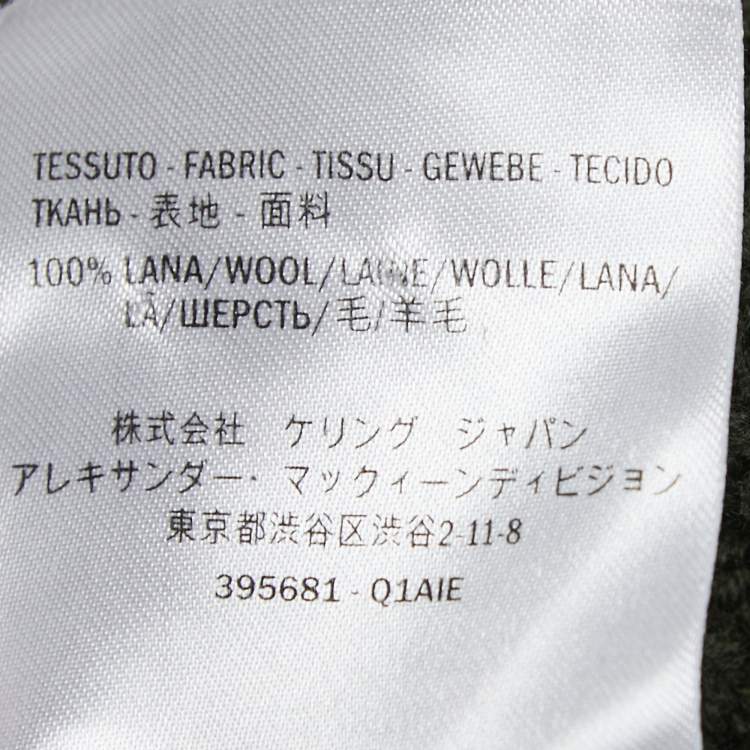 TESSUTO - FABRIC - TISSU - GEWEBE - TECIDO
ТКАНЬ - 表地 - 面料
100% LANA/WOOL/LAINE/WOLLE/LANA/
LÃ/ШЕРСТЬ/毛/羊毛
株式会社 ケリング ジャパン
アレキサンダー・マックィーンディビジョン
東京都渋谷区渋谷2-11-8
395681 - Q1AIE